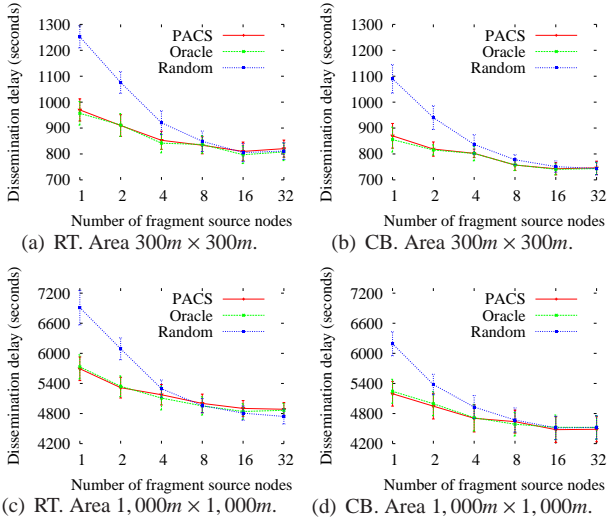 1300
1200
1100
1000
900
800
700
Dissemination delay (seconds)
PACS
Oracle
Random
1 2 4 8 16 32
Number of fragment source nodes
(a) RT. Area 300m × 300m.
1300
1200
1100
1000
900
800
700
Dissemination delay (seconds)
PACS
Oracle
Random
1 2 4 8 16 32
Number of fragment source nodes
(b) CB. Area 300m × 300m.
7200
6600
6000
5400
4800
4200
Dissemination delay (seconds)
PACS
Oracle
Random
1 2 4 8 16 32
Number of fragment source nodes
(c) RT. Area 1,000m × 1,000m.
7200
6600
6000
5400
4800
4200
Dissemination delay (seconds)
PACS
Oracle
Random
1 2 4 8 16 32
Number of fragment source nodes
(d) CB. Area 1,000m × 1,000m.